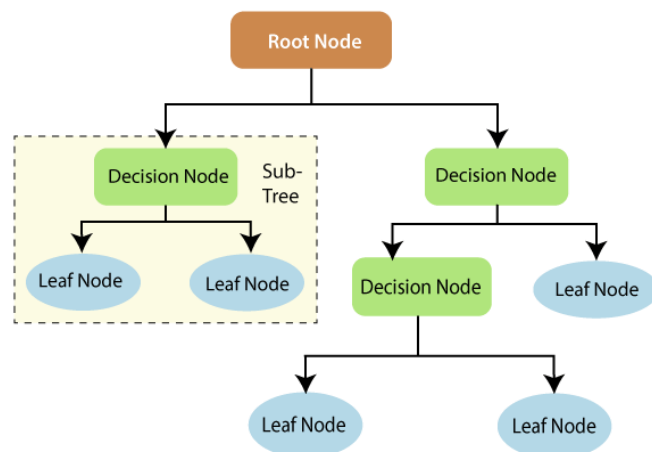 Root Node
Decision Node
Sub-
Tree
Decision Node
Leaf Node
Leaf Node
Decision Node
Leaf Node
Leaf Node
Leaf Node